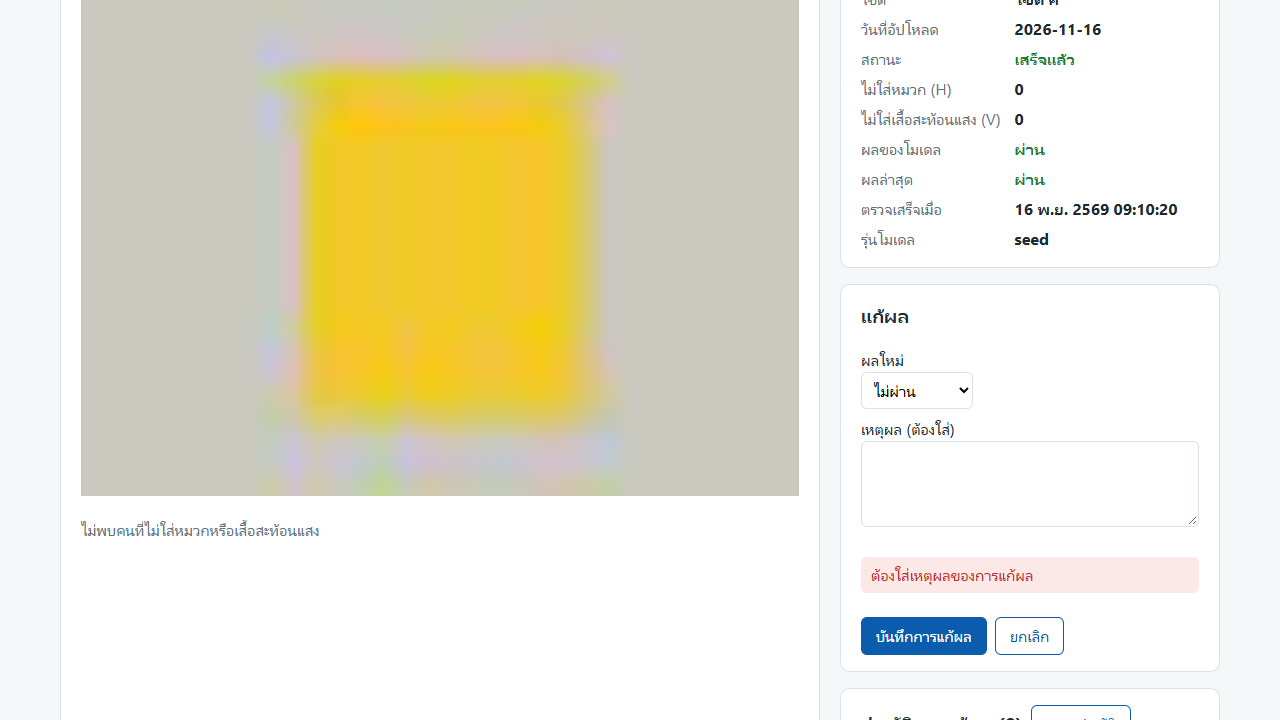 วันที่อัปโหลด 2026-11-16
สถานะ เสร็จแล้ว
ไม่ใส่หมวก (H) 0
ไม่ใส่เสื้อสะท้อนแสง (V) 0
ผลของโมเดล ผ่าน
ผลล่าสุด ผ่าน
ตรวจเสร็จเมื่อ 16 พ.ย. 2569 09:10:20
รุ่นโมเดล seed
แก้ผล
ผลใหม่
ไม่ผ่าน
เหตุผล (ต้องใส่)
ต้องใส่เหตุผลของการแก้ผล
บันทึกการแก้ผล ยกเลิก
ไม่พบคนที่ไม่ใส่หมวกหรือเสื้อสะท้อนแสง